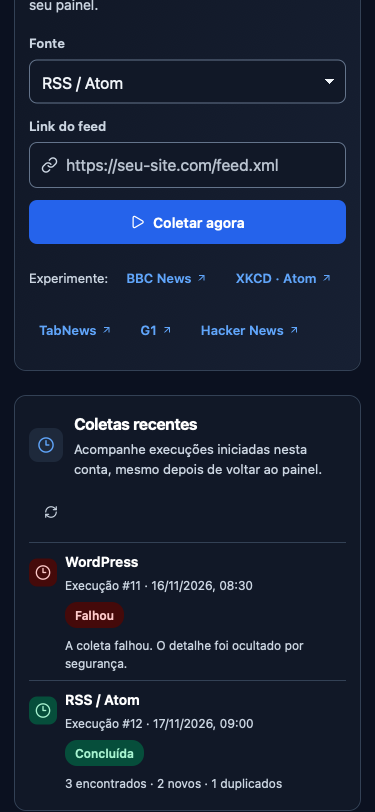 seu painel.
Fonte
RSS / Atom
Link do feed
https://seu-site.com/feed.xml
Coletar agora
Experimente: BBC News ↗ XKCD · Atom ↗
TabNews ↗ G1 ↗ Hacker News ↗
Coletas recentes
Acompanhe execuções iniciadas nesta
conta, mesmo depois de voltar ao painel.
WordPress
Execução #11 · 16/11/2026, 08:30
Falhou
A coleta falhou. O detalhe foi ocultado por
segurança.
RSS / Atom
Execução #12 · 17/11/2026, 09:00
Concluída
3 encontrados · 2 novos · 1 duplicados